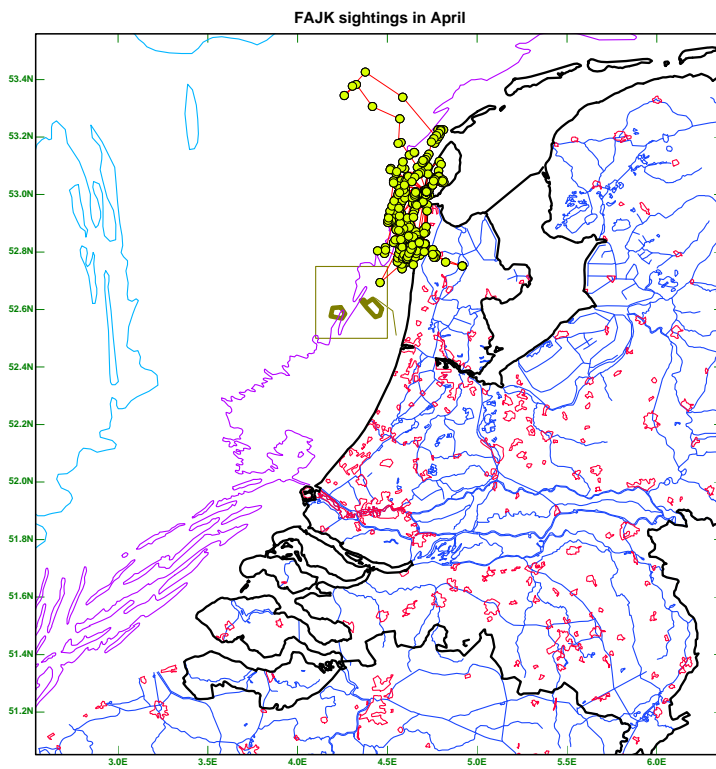 FAJK sightings in April
53.4N
53.2N
53.0N
52.8N
52.6N
52.4N
52.2N
52.0N
51.8N
51.6N
51.4N
51.2N
3.0E 3.5E 4.0E 4.5E 5.0E 5.5E 6.0E